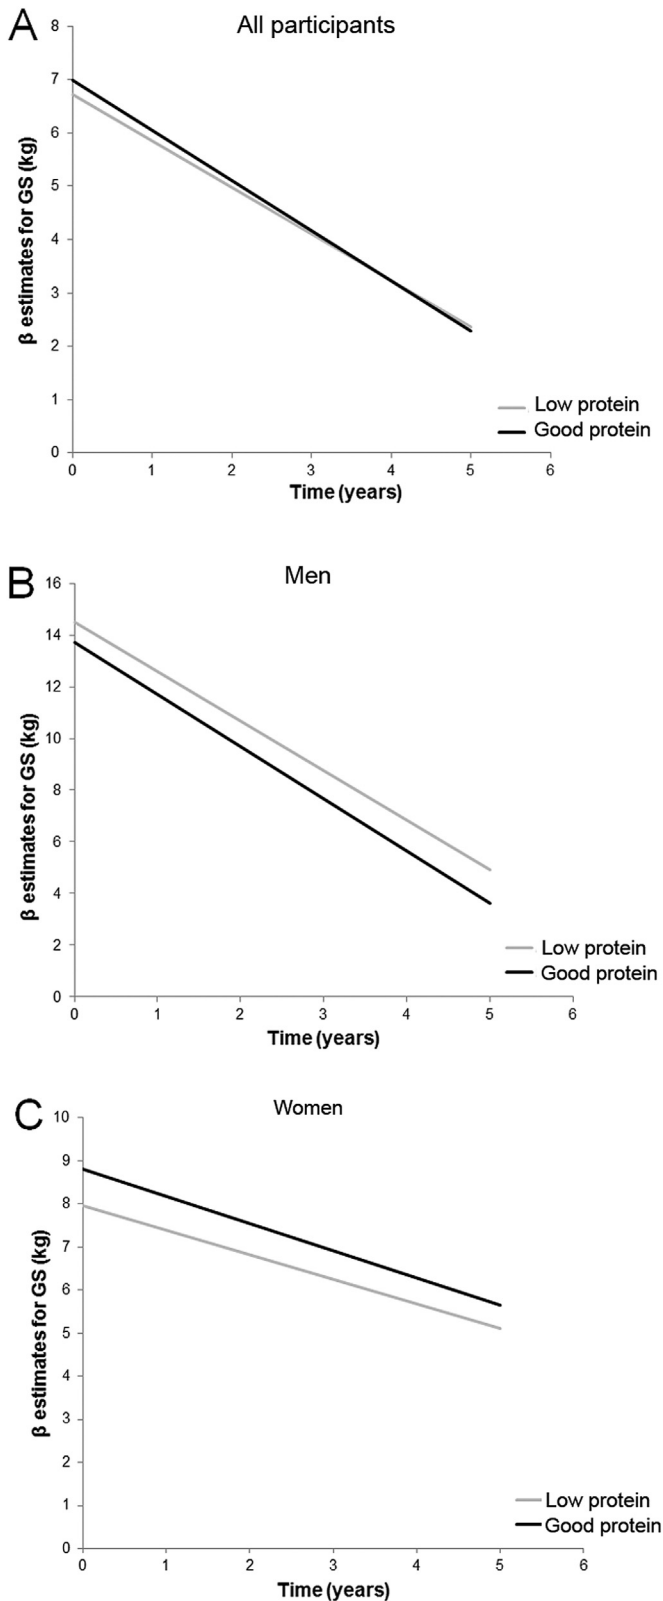 A
All participants
8
7
6
5
4
3
2
1
0
β estimates for GS (kg)
Low protein
Good protein
0 1 2 3 4 5 6
Time (years)
B
Men
16
14
12
10
8
6
4
2
0
β estimates for GS (kg)
Low protein
Good protein
0 1 2 3 4 5 6
Time (years)
C
Women
10
9
8
7
6
5
4
3
2
1
0
β estimates for GS (kg)
Low protein
Good protein
0 1 2 3 4 5 6
Time (years)